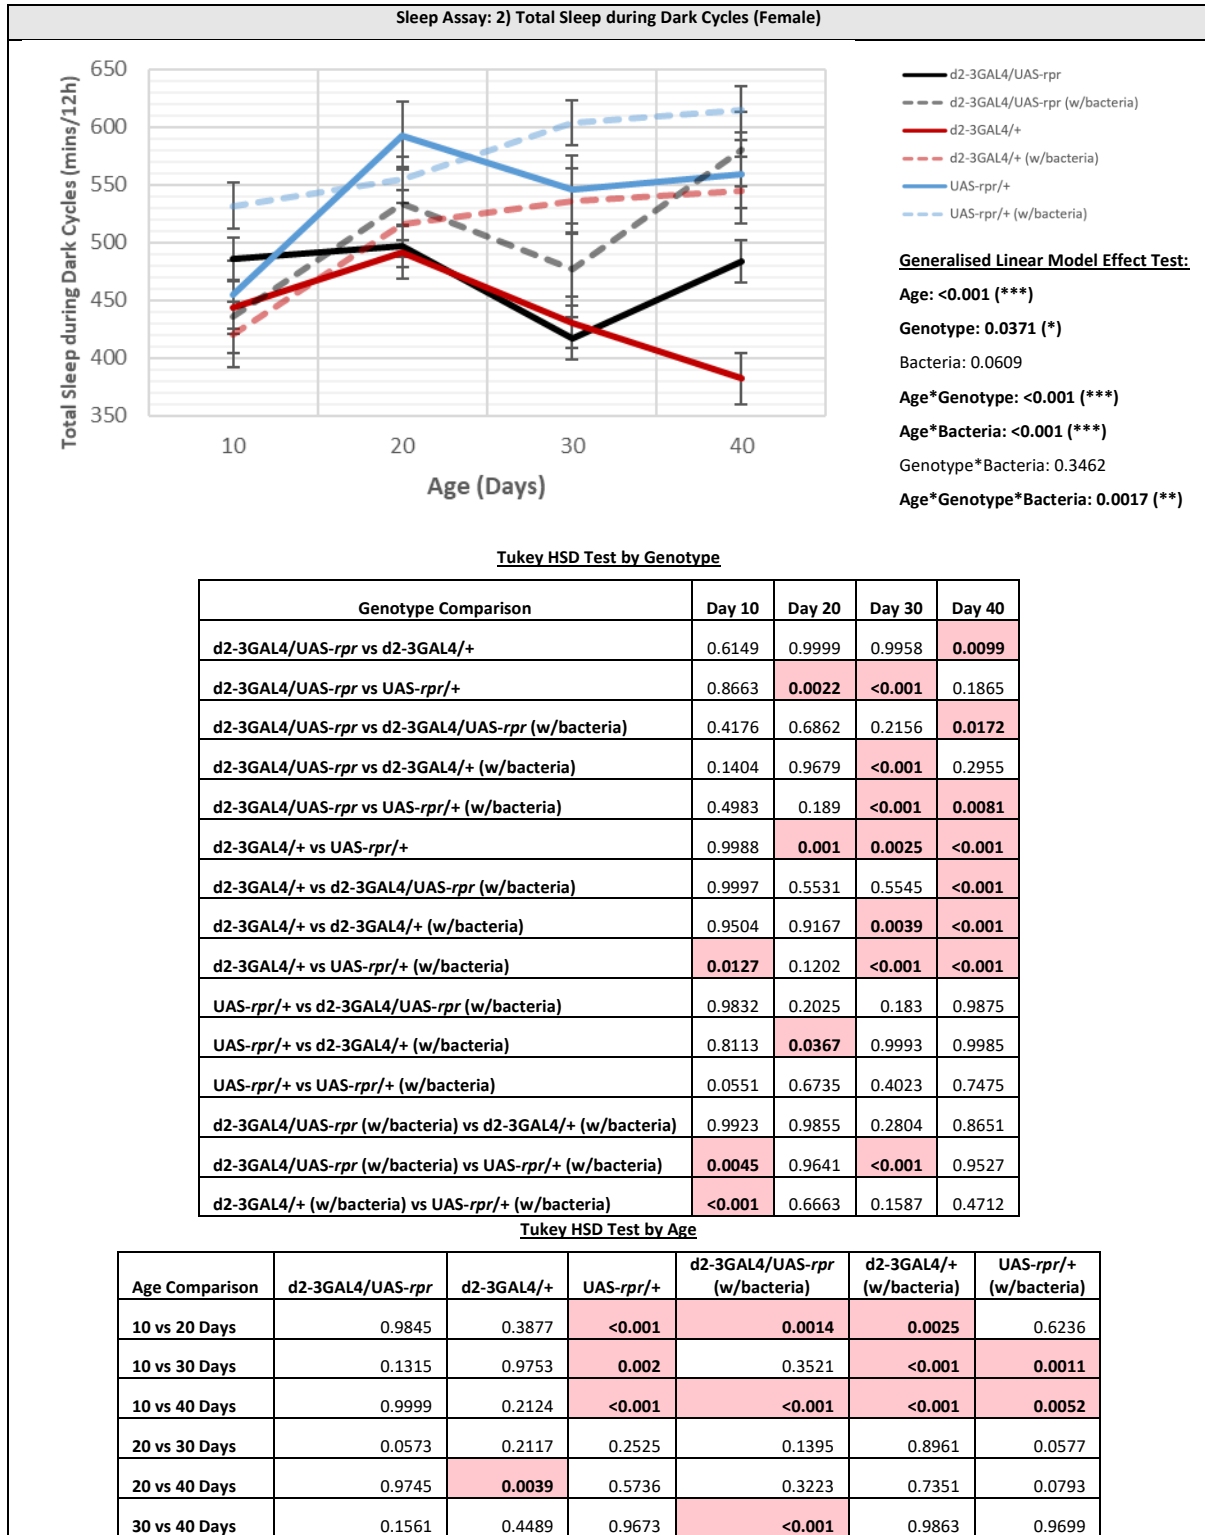 Sleep Assay: 2) Total Sleep during Dark Cycles (Female)
Total Sleep during Dark Cycles (mins/12h)
650
600
550
500
450
400
350
10 20 30 40
Age (Days)
d2-3GAL4/UAS-rpr
d2-3GAL4/UAS-rpr (w/bacteria)
d2-3GAL4/+
d2-3GAL4/+ (w/bacteria)
UAS-rpr/+
UAS-rpr/+ (w/bacteria)
Generalised Linear Model Effect Test:
Age: <0.001 (***)
Genotype: 0.0371 (*)
Bacteria: 0.0609
Age*Genotype: <0.001 (***)
Age*Bacteria: <0.001 (***)
Genotype*Bacteria: 0.3462
Age*Genotype*Bacteria: 0.0017 (**)
Tukey HSD Test by Genotype
Genotype Comparison Day 10 Day 20 Day 30 Day 40
d2-3GAL4/UAS-rpr vs d2-3GAL4/+ 0.6149 0.9999 0.9958 0.0099
d2-3GAL4/UAS-rpr vs UAS-rpr/+ 0.8663 0.0022 <0.001 0.1865
d2-3GAL4/UAS-rpr vs d2-3GAL4/UAS-rpr (w/bacteria) 0.4176 0.6862 0.2156 0.0172
d2-3GAL4/UAS-rpr vs d2-3GAL4/+ (w/bacteria) 0.1404 0.9679 <0.001 0.2955
d2-3GAL4/UAS-rpr vs UAS-rpr/+ (w/bacteria) 0.4983 0.189 <0.001 0.0081
d2-3GAL4/+ vs UAS-rpr/+ 0.9988 0.001 0.0025 <0.001
d2-3GAL4/+ vs d2-3GAL4/UAS-rpr (w/bacteria) 0.9997 0.5531 0.5545 <0.001
d2-3GAL4/+ vs d2-3GAL4/+ (w/bacteria) 0.9504 0.9167 0.0039 <0.001
d2-3GAL4/+ vs UAS-rpr/+ (w/bacteria) 0.0127 0.1202 <0.001 <0.001
UAS-rpr/+ vs d2-3GAL4/UAS-rpr (w/bacteria) 0.9832 0.2025 0.183 0.9875
UAS-rpr/+ vs d2-3GAL4/+ (w/bacteria) 0.8113 0.0367 0.9993 0.9985
UAS-rpr/+ vs UAS-rpr/+ (w/bacteria) 0.0551 0.6735 0.4023 0.7475
d2-3GAL4/UAS-rpr (w/bacteria) vs d2-3GAL4/+ (w/bacteria) 0.9923 0.9855 0.2804 0.8651
d2-3GAL4/UAS-rpr (w/bacteria) vs UAS-rpr/+ (w/bacteria) 0.0045 0.9641 <0.001 0.9527
d2-3GAL4/+ (w/bacteria) vs UAS-rpr/+ (w/bacteria) <0.001 0.6663 0.1587 0.4712
Tukey HSD Test by Age
Age Comparison d2-3GAL4/UAS-rpr d2-3GAL4/+ UAS-rpr/+ d2-3GAL4/UAS-rpr (w/bacteria) d2-3GAL4/+ (w/bacteria) UAS-rpr/+ (w/bacteria)
10 vs 20 Days 0.9845 0.3877 <0.001 0.0014 0.0025 0.6236
10 vs 30 Days 0.1315 0.9753 0.002 0.3521 <0.001 0.0011
10 vs 40 Days 0.9999 0.2124 <0.001 <0.001 <0.001 0.0052
20 vs 30 Days 0.0573 0.2117 0.2525 0.1395 0.8961 0.0577
20 vs 40 Days 0.9745 0.0039 0.5736 0.3223 0.7351 0.0793
30 vs 40 Days 0.1561 0.4489 0.9673 <0.001 0.9863 0.9699